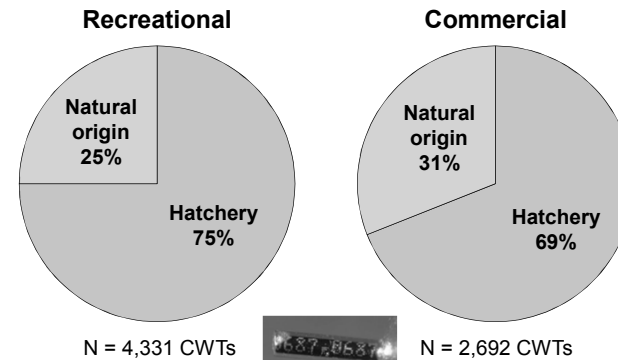 Recreational
Commercial
Natural
origin
25%
Hatchery
75%
Natural
origin
31%
Hatchery
69%
N = 4,331 CWTs
N = 2,692 CWTs